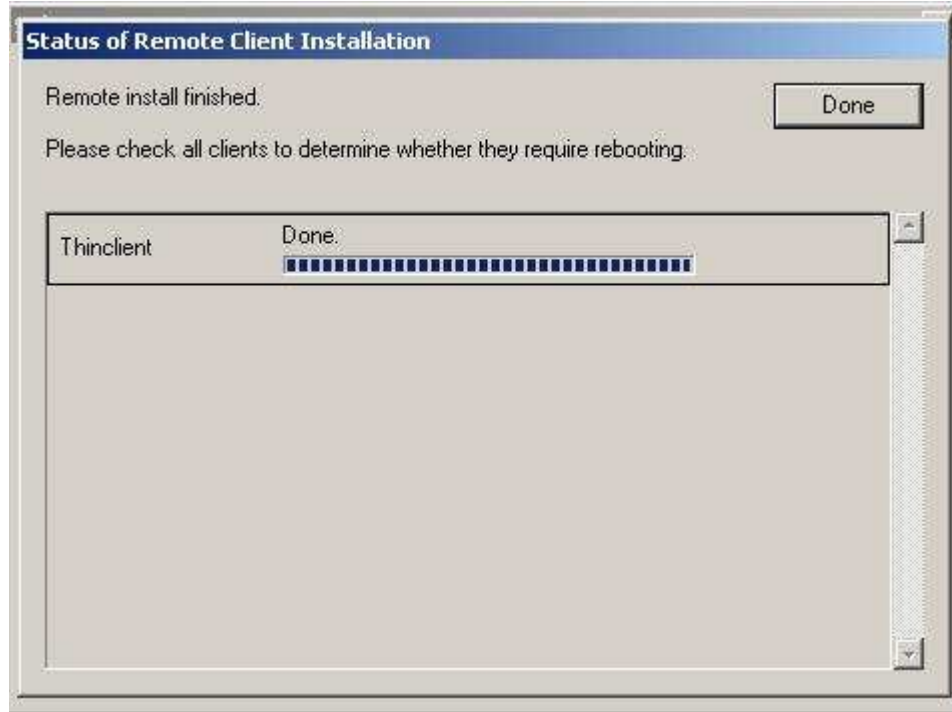 Status of Remote Client Installation
Remote install finished.
Done
Please check all clients to determine whether they require rebooting.
Thinclient
Done.